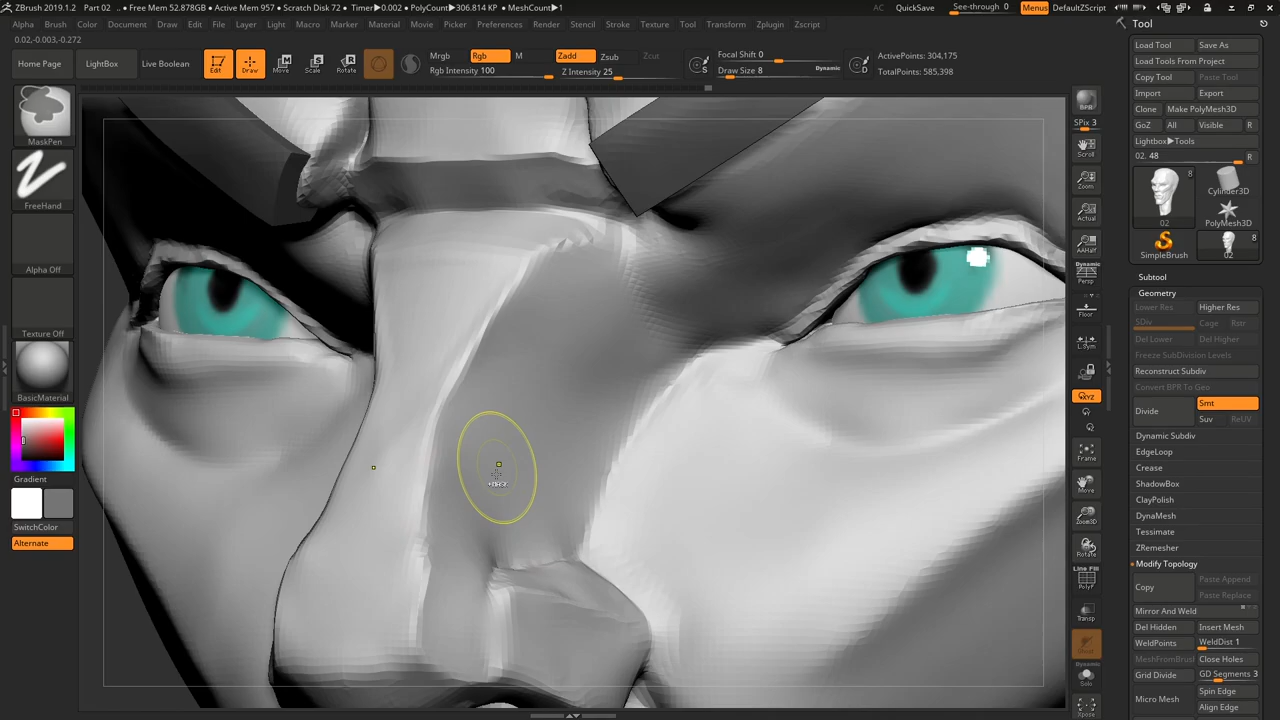 ZBrush 2019.1.2 Part 02 .. • Free Mem 52.878GB • Active Mem 957 • Scratch Disk 72 • Timer▶0.002 • PolyCount▶306.814 KP • MeshCount▶1 AC QuickSave See-through 0 Menus DefaultZScript
Alpha Brush Color Document Draw Edit File Layer Light Macro Marker Material Movie Picker Preferences Render Stencil Stroke Texture Tool Transform Zplugin Zscript
Tool
0.02,-0.003,-0.272
Home Page LightBox Live Boolean Edit Draw Move Scale Rotate
Mrgb Rgb M Zadd Zsub Zcut
Rgb Intensity 100 Z Intensity 25
Focal Shift 0
Draw Size 8 Dynamic
S
D
ActivePoints: 304,175
TotalPoints: 585,398
MaskPen
FreeHand
Alpha Off
Texture Off
BasicMaterial
Gradient
SwitchColor
Alternate
BPR
SPix 3
Scroll
Zoom
Actual
AAHalf
Dynamic
Persp
Floor
L.Sym
XYZ
Frame
Move
Zoom3D
Rotate
Line Fill
PolyF
Transp
Dynamic
Solo
Xpose
Load Tool Save As
Load Tools From Project
Copy Tool Paste Tool
Import Export
Clone Make PolyMesh3D
GoZ All Visible R
Lightbox▶Tools
02. 48 R
8
Cylinder3D
02 PolyMesh3D
8
SimpleBrush 02
Subtool
Geometry
Lower Res Higher Res
SDiv Cage Rstr
Del Lower Del Higher
Freeze SubDivision Levels
Reconstruct Subdiv
Convert BPR To Geo
Divide Smt
Suv ReUV
Dynamic Subdiv
EdgeLoop
Crease
ShadowBox
ClayPolish
DynaMesh
Tessimate
ZRemesher
Modify Topology
Copy Paste Append
Paste Replace
Mirror And Weld
Del Hidden Insert Mesh
WeldPoints WeldDist 1
MeshFromBrush Close Holes
Grid Divide GD Segments 3
Micro Mesh Spin Edge
Align Edge